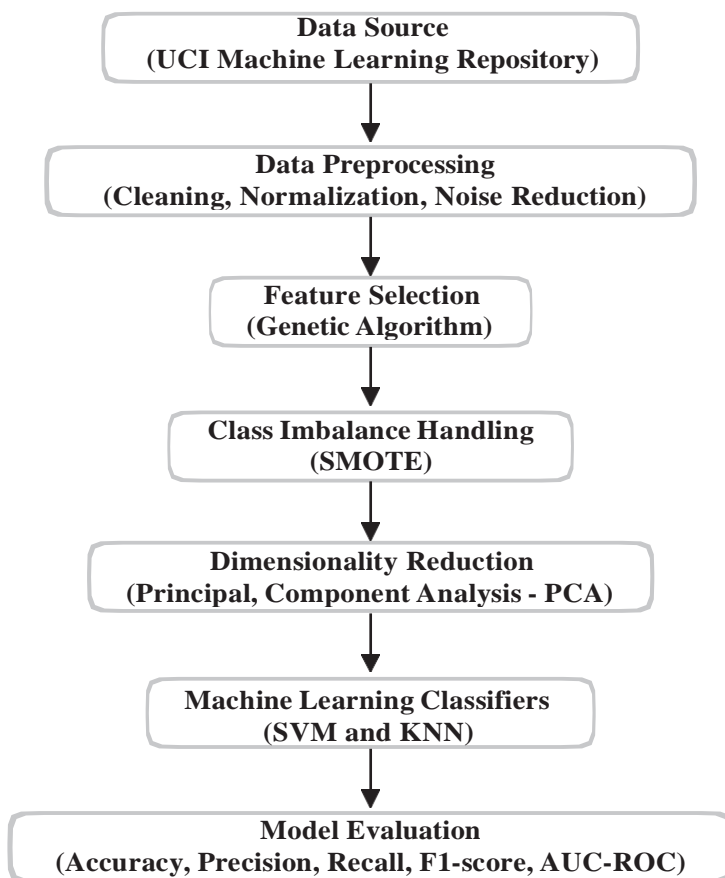 Data Source
(UCI Machine Learning Repository)
Data Preprocessing
(Cleaning, Normalization, Noise Reduction)
Feature Selection
(Genetic Algorithm)
Class Imbalance Handling
(SMOTE)
Dimensionality Reduction
(Principal, Component Analysis - PCA)
Machine Learning Classifiers
(SVM and KNN)
Model Evaluation
(Accuracy, Precision, Recall, F1-score, AUC-ROC)